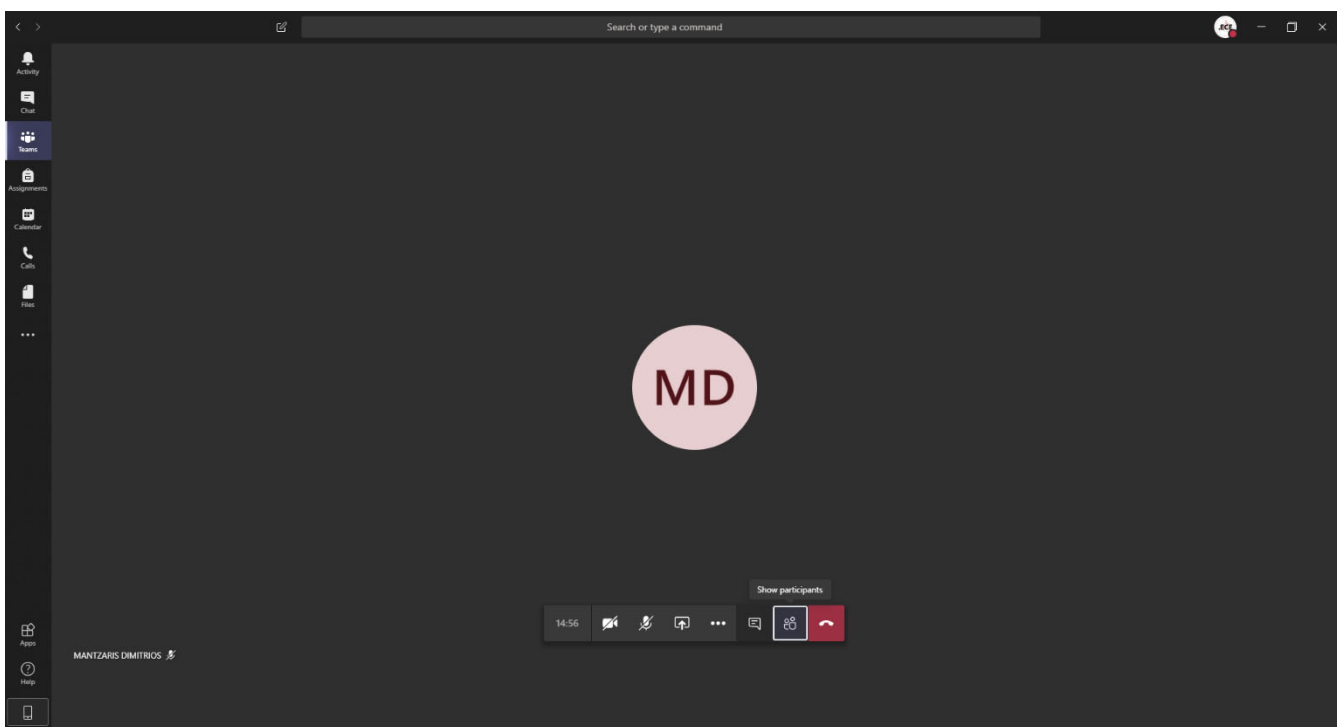 Search or type a command
.ECE
Activity
Chat
Teams
Assignments
Calendar
Calls
Files
MD
Show participants
14:56
MANTZARIS DIMITRIOS
Apps
Help